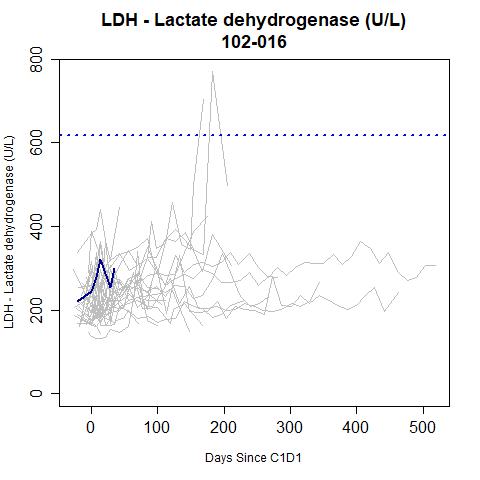 LDH - Lactate dehydrogenase (U/L)
102-016
LDH - Lactate dehydrogenase (U/L)
800
600
400
200
0
0 100 200 300 400 500
Days Since C1D1